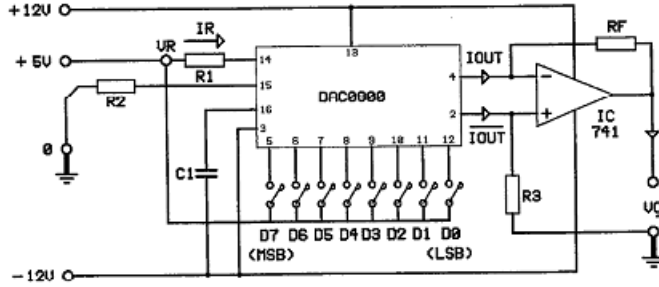 +12V
+5V
VR
IR
R1
R2
0
C1
-12V
13
14
15
16
3
DAC0800
4
2
5 6 7 8 9 10 11 12
IOUT
IOUT
RF
-
+
IC
741
R3
D7 D6 D5 D4 D3 D2 D1 D0
(MSB) (LSB)